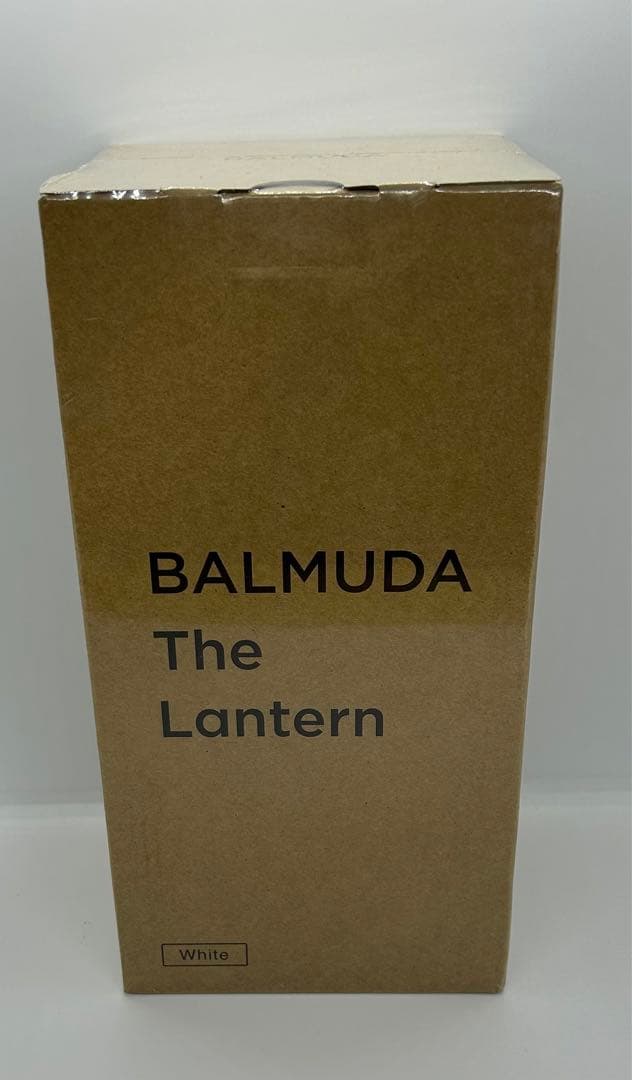 BALMUDA
The
Lantern
White